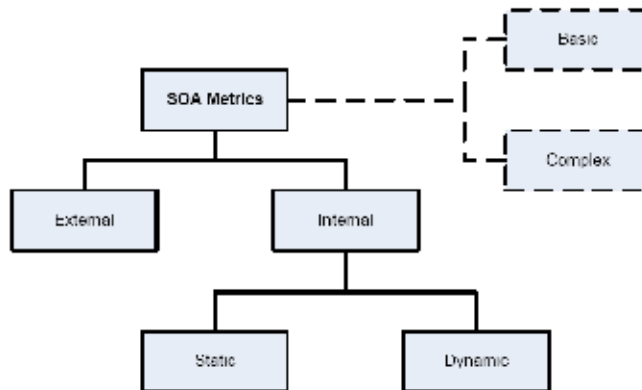 Basic
SOA Metrics
Complex
External
Internal
Static
Dynamic